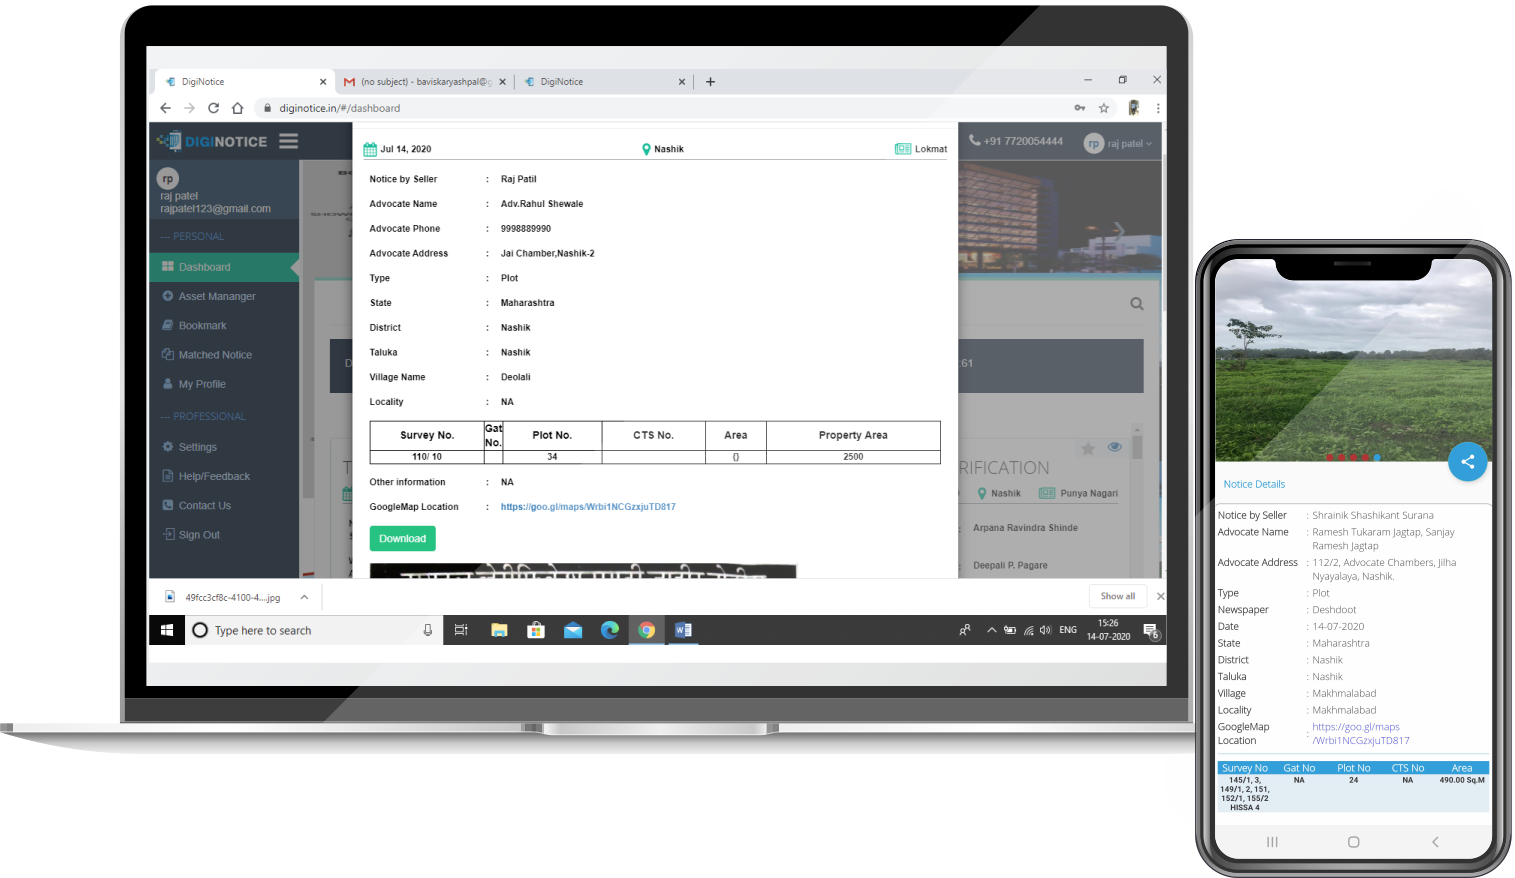 DigiNotice
(no subject) - baviskaryashpal@g
DigiNotice
diginotice.in/#/dashboard
DIGINOTICE
+91 7720054444
rp
raj patel
rp
raj patel
rajpatel123@gmail.com
--- PERSONAL
Dashboard
Asset Mananger
Bookmark
Matched Notice
My Profile
--- PROFESSIONAL
Settings
Help/Feedback
Contact Us
Sign Out
Jul 14, 2020
Nashik
Lokmat
Notice by Seller : Raj Patil
Advocate Name : Adv.Rahul Shewale
Advocate Phone : 9998889990
Advocate Address : Jai Chamber,Nashik-2
Type : Plot
State : Maharashtra
District : Nashik
Taluka : Nashik
Village Name : Deolali
Locality : NA
Survey No. Gat No. Plot No. CTS No. Area Property Area
110/ 10 34 {} 2500
Other information : NA
GoogleMap Location : https://goo.gl/maps/Wrbi1NCGzxjuTD817
Download
.61
RIFICATION
Nashik Punya Nagari
: Arpana Ravindra Shinde
: Deepali P. Pagare
49fcc3cf8c-4100-4....jpg
Show all
Type here to search
ENG
15:26
14-07-2020
6
Notice Details
Notice by Seller : Shrainik Shashikant Surana
Advocate Name : Ramesh Tukaram Jagtap, Sanjay
Ramesh Jagtap
Advocate Address : 112/2, Advocate Chambers, Jilha
Nyayalaya, Nashik.
Type : Plot
Newspaper : Deshdoot
Date : 14-07-2020
State : Maharashtra
District : Nashik
Taluka : Nashik
Village : Makhmalabad
Locality : Makhmalabad
GoogleMap : https://goo.gl/maps
Location /Wrbi1NCGzxjuTD817
Survey No Gat No Plot No CTS No Area
145/1, 3, NA 24 NA 490.00 Sq.M
149/1, 2, 151,
152/1, 155/2
HISSA 4